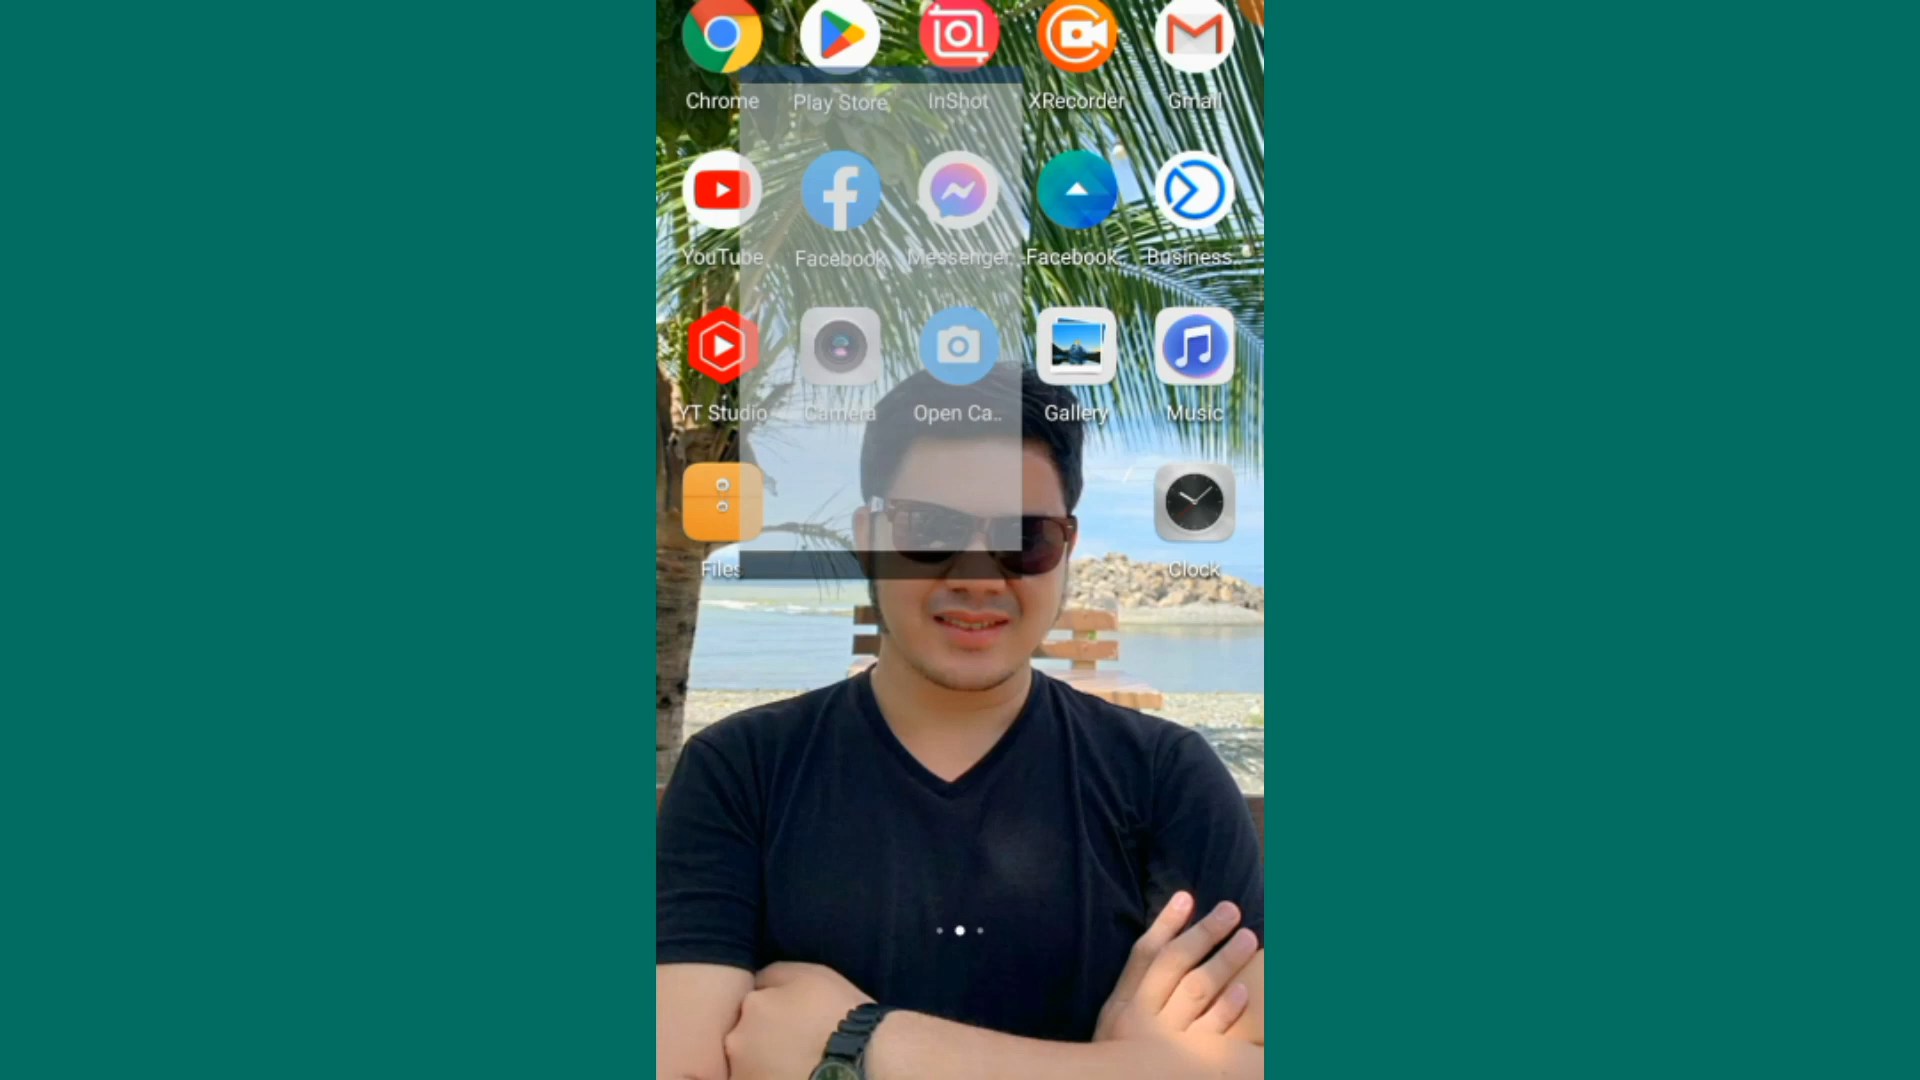 Chrome Play Store InShot XRecorder Gmail
YouTube Facebook Messenger Facebook.. Business..
YT Studio Camera Open Ca.. Gallery Music
Files Clock